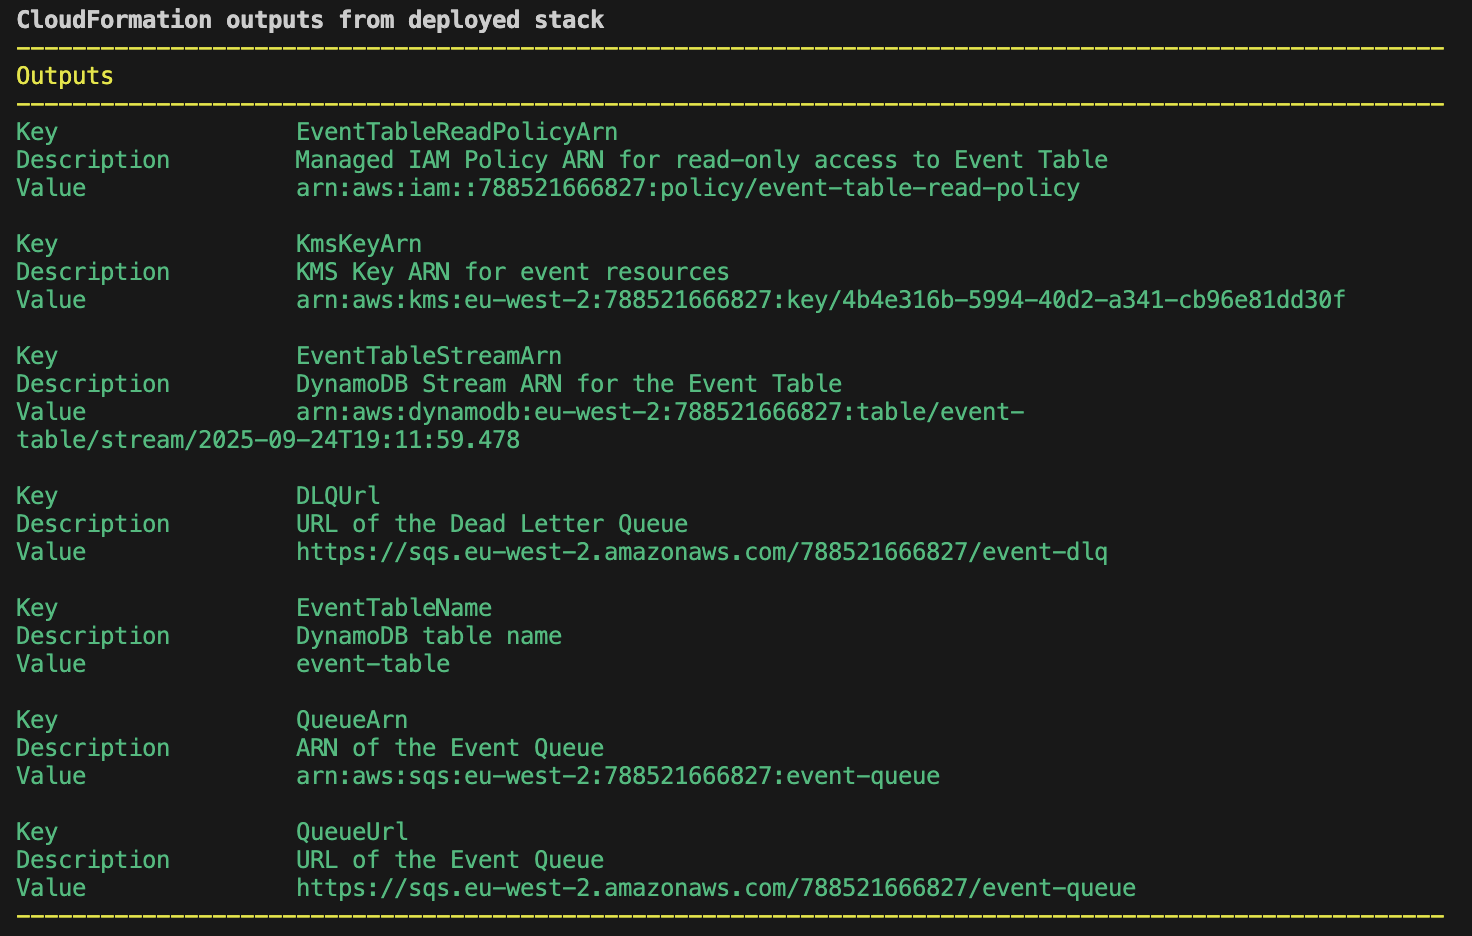 CloudFormation outputs from deployed stack
Outputs
Key EventTableReadPolicyArn
Description Managed IAM Policy ARN for read-only access to Event Table
Value arn:aws:iam::788521666827:policy/event-table-read-policy
Key KmsKeyArn
Description KMS Key ARN for event resources
Value arn:aws:kms:eu-west-2:788521666827:key/4b4e316b-5994-40d2-a341-cb96e81dd30f
Key EventTableStreamArn
Description DynamoDB Stream ARN for the Event Table
Value arn:aws:dynamodb:eu-west-2:788521666827:table/event-
table/stream/2025-09-24T19:11:59.478
Key DLQUrl
Description URL of the Dead Letter Queue
Value https://sqs.eu-west-2.amazonaws.com/788521666827/event-dlq
Key EventTableName
Description DynamoDB table name
Value event-table
Key QueueArn
Description ARN of the Event Queue
Value arn:aws:sqs:eu-west-2:788521666827:event-queue
Key QueueUrl
Description URL of the Event Queue
Value https://sqs.eu-west-2.amazonaws.com/788521666827/event-queue